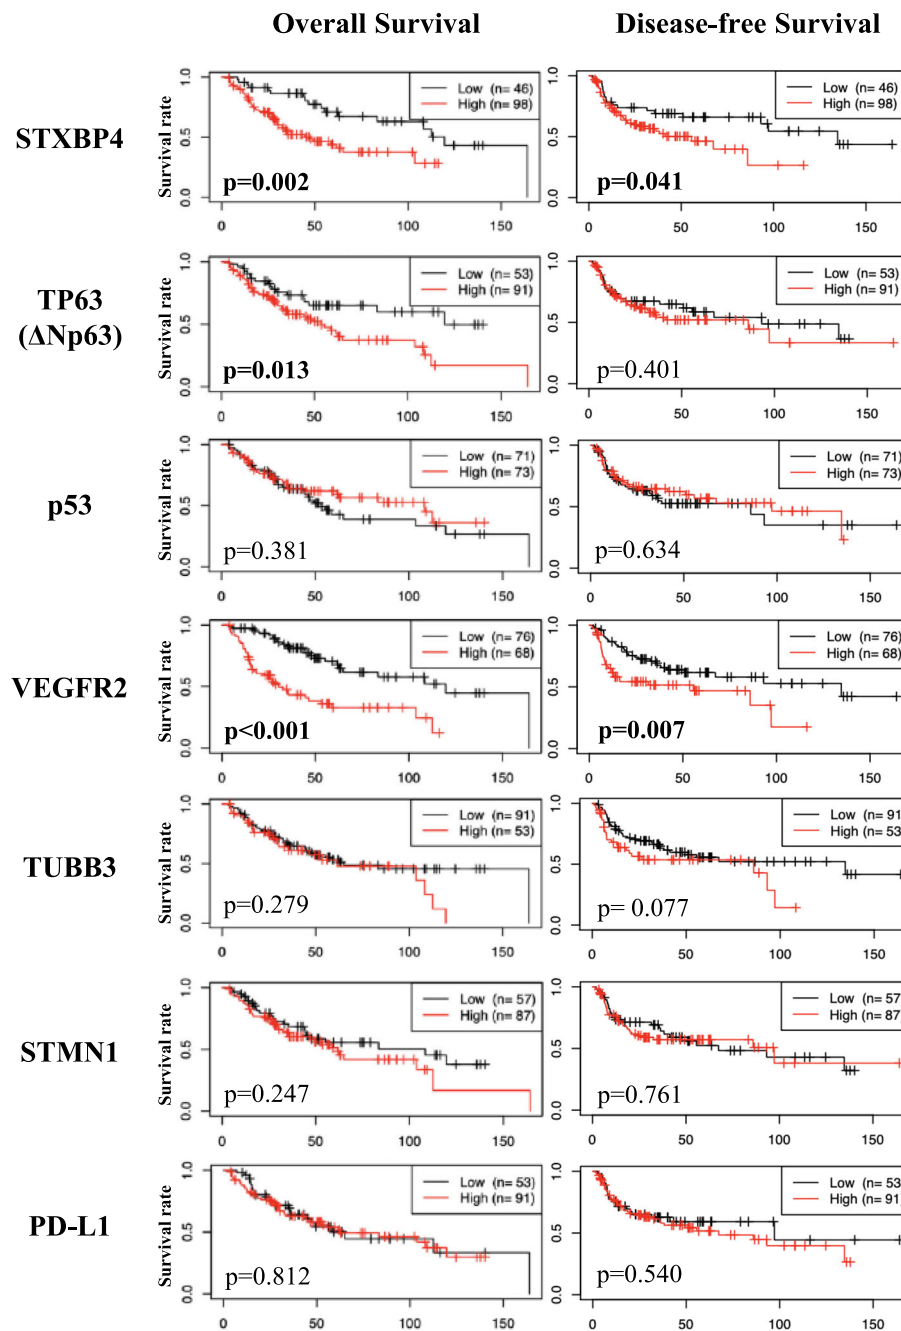 Overall Survival Disease-free Survival
STXBP4
Survival rate
1.0
0.5
0.0
Low (n= 46)
High (n= 98)
p=0.002
0 50 100 150
1.0
0.5
0.0
Low (n= 46)
High (n= 98)
p=0.041
0 50 100 150
TP63
(ΔNp63)
Survival rate
1.0
0.5
0.0
Low (n= 53)
High (n= 91)
p=0.013
0 50 100 150
1.0
0.5
0.0
Low (n= 53)
High (n= 91)
p=0.401
0 50 100 150
p53
Survival rate
1.0
0.5
0.0
Low (n= 71)
High (n= 73)
p=0.381
0 50 100 150
1.0
0.5
0.0
Low (n= 71)
High (n= 73)
p=0.634
0 50 100 150
VEGFR2
Survival rate
1.0
0.5
0.0
Low (n= 76)
High (n= 68)
p<0.001
0 50 100 150
1.0
0.5
0.0
Low (n= 76)
High (n= 68)
p=0.007
0 50 100 150
TUBB3
Survival rate
1.0
0.5
0.0
Low (n= 91)
High (n= 53)
p=0.279
0 50 100 150
1.0
0.5
0.0
Low (n= 91
High (n= 53
p= 0.077
0 50 100 150
STMN1
Survival rate
1.0
0.5
0.0
Low (n= 57)
High (n= 87)
p=0.247
0 50 100 150
1.0
0.5
0.0
Low (n= 57
High (n= 87
p=0.761
0 50 100 150
PD-L1
Survival rate
1.0
0.5
0.0
Low (n= 53)
High (n= 91)
p=0.812
0 50 100 150
1.0
0.5
0.0
Low (n= 53
High (n= 91
p=0.540
0 50 100 150